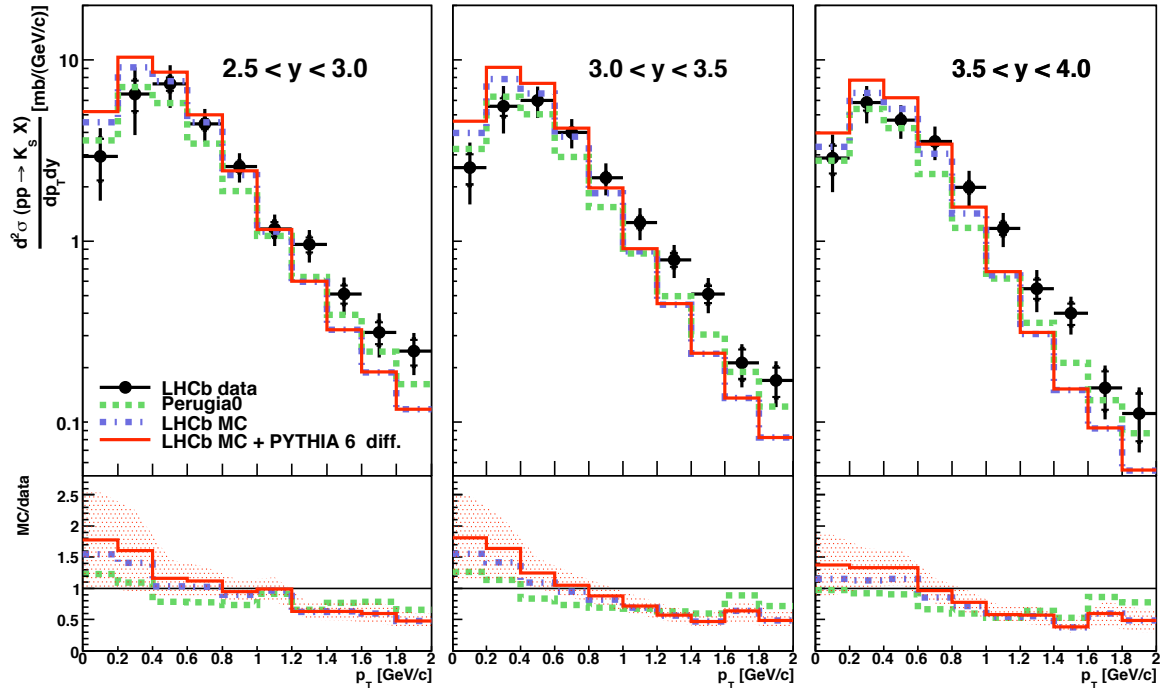 d²σ (pp → K_s X) / dp_T dy [mb/(GeV/c)]
10
1
0.1
2.5 < y < 3.0
3.0 < y < 3.5
3.5 < y < 4.0
LHCb data
Perugia0
LHCb MC
LHCb MC + PYTHIA 6 diff.
MC/data
2.5
2
1.5
1
0.5
0
0 0.2 0.4 0.6 0.8 1 1.2 1.4 1.6 1.8 2
0 0.2 0.4 0.6 0.8 1 1.2 1.4 1.6 1.8 2
0 0.2 0.4 0.6 0.8 1 1.2 1.4 1.6 1.8 2
p_T [GeV/c]
p_T [GeV/c]
p_T [GeV/c]